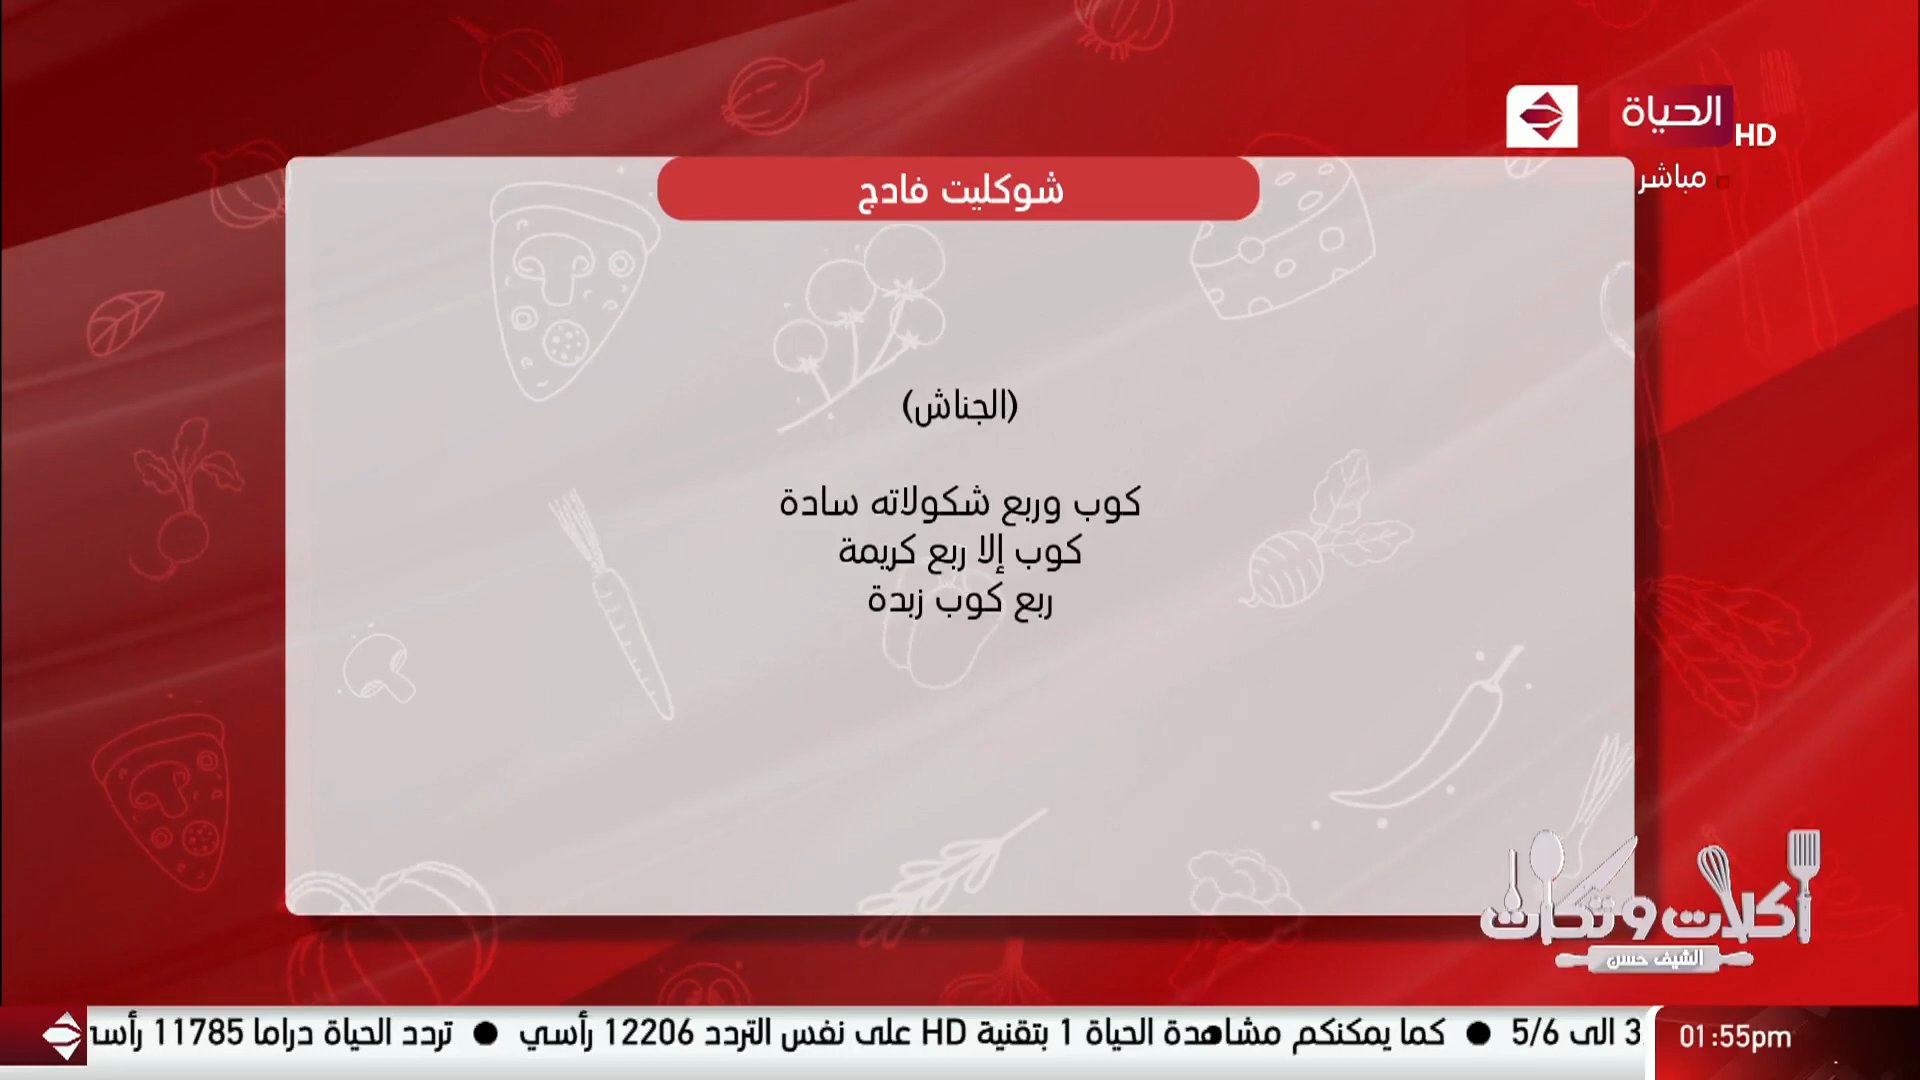 الحياة
HD
مباشر
شوكليت فادج
(الجناش)
كوب وربع شكولاته سادة
كوب إلا ربع كريمة
ربع كوب زبدة
أكلات وتكات
الشيف حسن
3 الى 5/6 ● كما يمكنكم مشاهدة الحياة 1 بتقنية HD على نفس التردد 12206 رأسي ● تردد الحياة دراما 11785 رأسي
01:55pm